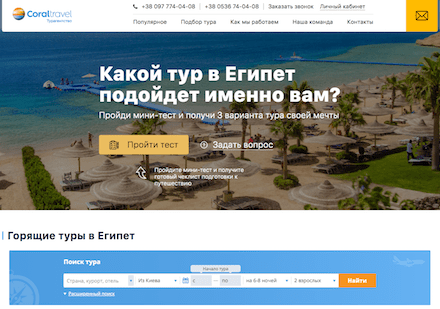 Coraltravel
Турагентство
+38 097 774-04-08
+38 0536 74-04-08
Заказать звонок
Личный кабинет
Популярное
Подбор тура
Как мы работаем
Наша команда
Контакты
Какой тур в Египет
подойдет именно вам?
Пройди мини-тест и получи 3 варианта тура своей мечты
Пройти тест
Задать вопрос
Пройдите мини-тест и получите
готовый чеклист подготовки к
путешествию
Горящие туры в Египет
Поиск тура
Начало тура
Страна, курорт, отель
Из Киева
с
—
по
на 6-8 ночей
2 взрослых
Найти
Расширенный поиск